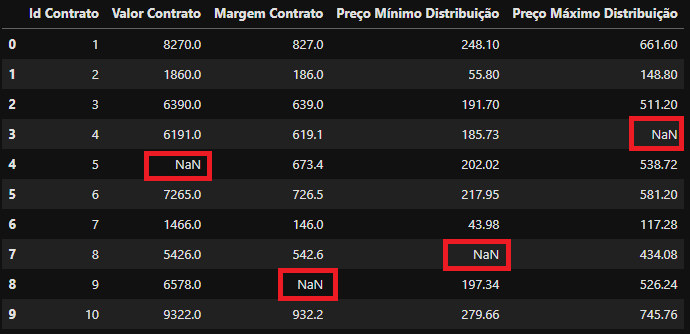 Id Contrato Valor Contrato Margem Contrato Preço Mínimo Distribuição Preço Máximo Distribuição
0 1 8270.0 827.0 248.10 661.60
1 2 1860.0 186.0 55.80 148.80
2 3 6390.0 639.0 191.70 511.20
3 4 6191.0 619.1 185.73 NaN
4 5 NaN 673.4 202.02 538.72
5 6 7265.0 726.5 217.95 581.20
6 7 1466.0 146.0 43.98 117.28
7 8 5426.0 542.6 NaN 434.08
8 9 6578.0 NaN 197.34 526.24
9 10 9322.0 932.2 279.66 745.76